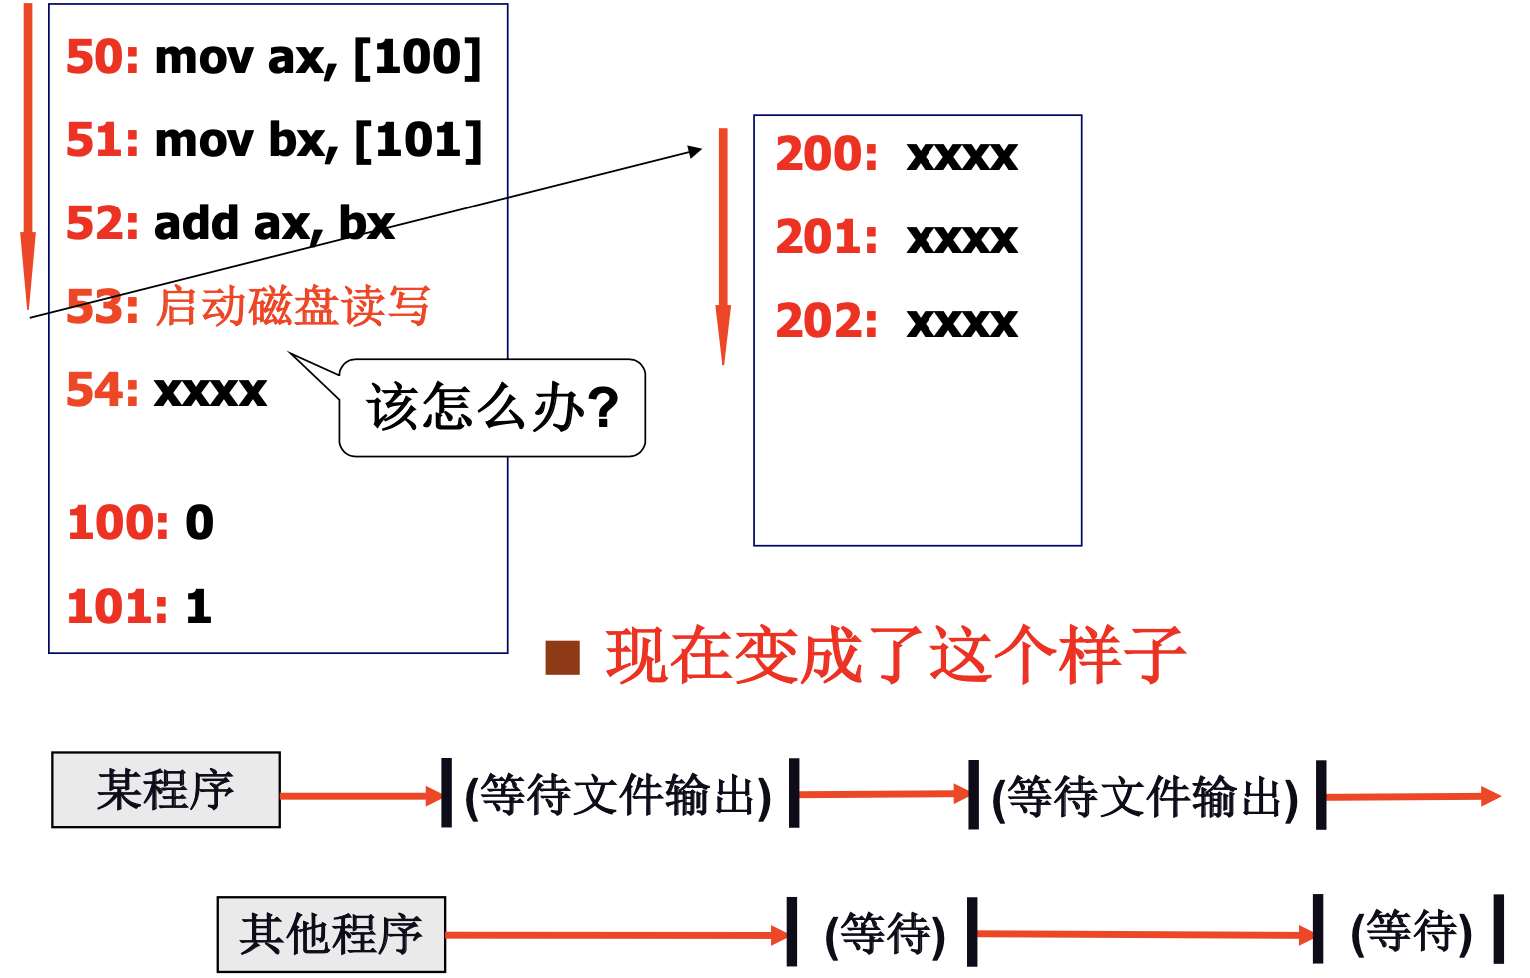 50: mov ax, [100]
51: mov bx, [101]
52: add ax, bx
53: 启动磁盘读写
54: xxxx
该怎么办?
100: 0
101: 1
200: xxxx
201: xxxx
202: xxxx
现在变成了这个样子
某程序 (等待文件输出) (等待文件输出)
其他程序 (等待) (等待)